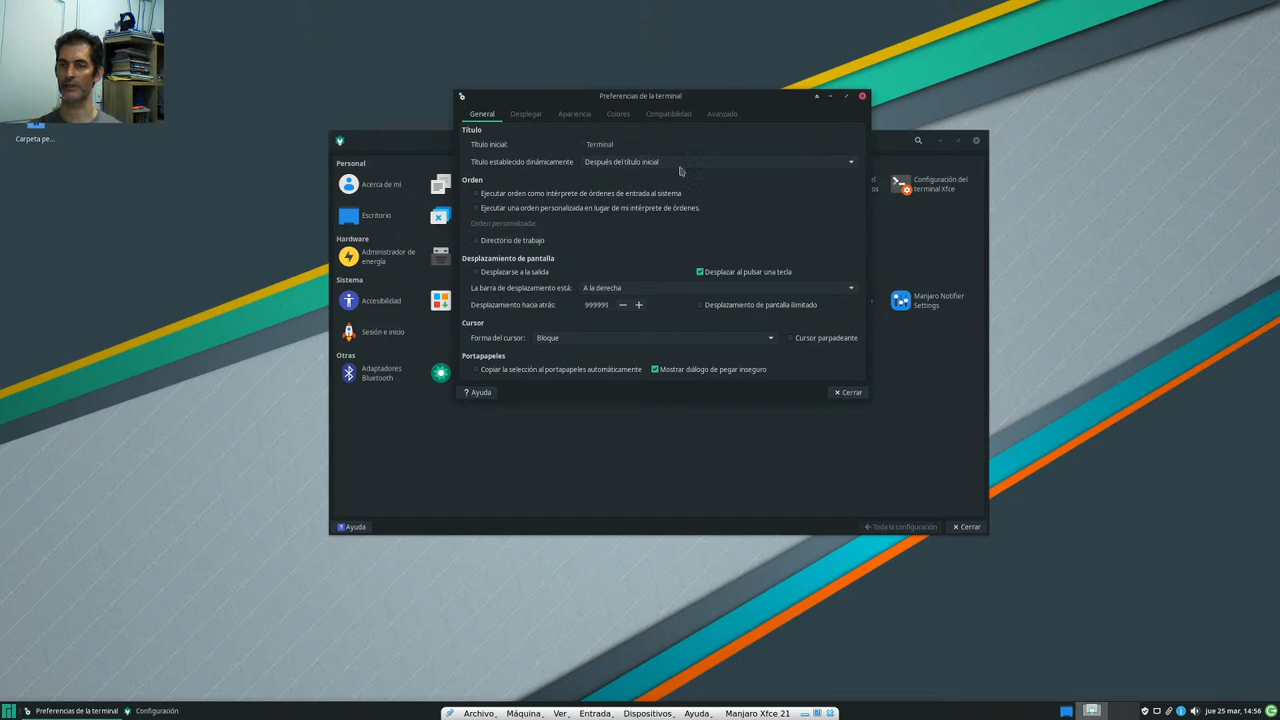 Carpeta pe...
Preferencias de la terminal
General Desplegar Apariencia Colores Compatibilidad Avanzado
Título
Título inicial: Terminal
Título establecido dinámicamente Después del título inicial
Orden
Ejecutar orden como intérprete de órdenes de entrada al sistema
Ejecutar una orden personalizada en lugar de mi intérprete de órdenes.
Orden personalizada:
Directorio de trabajo
Desplazamiento de pantalla
Desplazarse a la salida Desplazar al pulsar una tecla
La barra de desplazamiento está: A la derecha
Desplazamiento hacia atrás: 999999 Desplazamiento de pantalla ilimitado
Cursor
Forma del cursor: Bloque Cursor parpadeante
Portapapeles
Copiar la selección al portapapeles automáticamente Mostrar diálogo de pegar inseguro
Ayuda Cerrar
Personal
Acerca de mí
Escritorio
Hardware
Administrador de
energía
Sistema
Accesibilidad
Sesión e inicio
Otras
Adaptadores
Bluetooth
Configuración del
terminal Xfce
Manjaro Notifier
Settings
Ayuda Toda la configuración Cerrar
Preferencias de la terminal Configuración
Archivo Máquina Ver Entrada Dispositivos Ayuda Manjaro Xfce 21
jue 25 mar, 14:56